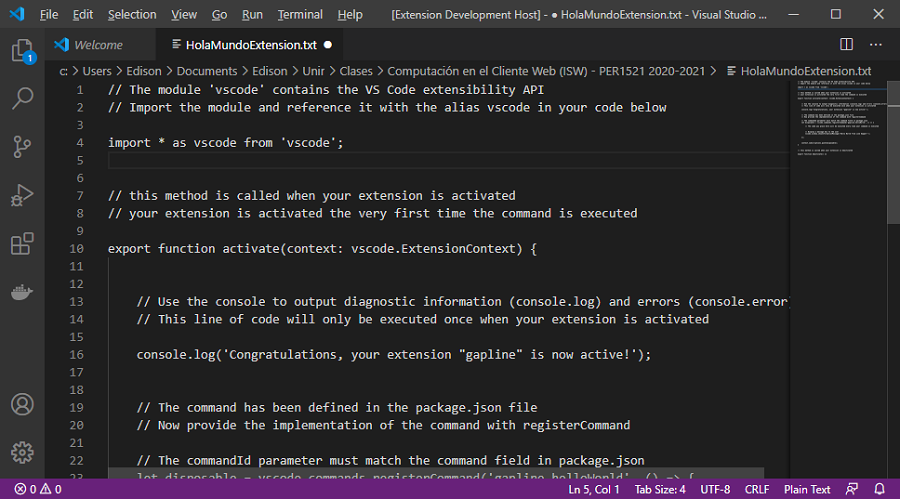 File Edit Selection View Go Run Terminal Help [Extension Development Host] - ● HolaMundoExtension.txt - Visual Studio ...
Welcome HolaMundoExtension.txt
c: > Users > Edison > Documents > Edison > Unir > Clases > Computación en el Cliente Web (ISW) - PER1521 2020-2021 > HolaMundoExtension.txt
1 // The module 'vscode' contains the VS Code extensibility API
2 // Import the module and reference it with the alias vscode in your code below
3
4 import * as vscode from 'vscode';
5
6
7 // this method is called when your extension is activated
8 // your extension is activated the very first time the command is executed
9
10 export function activate(context: vscode.ExtensionContext) {
11
12
13 // Use the console to output diagnostic information (console.log) and errors (console.error)
14 // This line of code will only be executed once when your extension is activated
15
16 console.log('Congratulations, your extension "gapline" is now active!');
17
18
19 // The command has been defined in the package.json file
20 // Now provide the implementation of the command with registerCommand
21
22 // The commandId parameter must match the command field in package.json
23 let disposable = vscode.commands.registerCommand('gapline.helloWorld', () => {
1
0 0 Ln 5, Col 1 Tab Size: 4 UTF-8 CRLF Plain Text